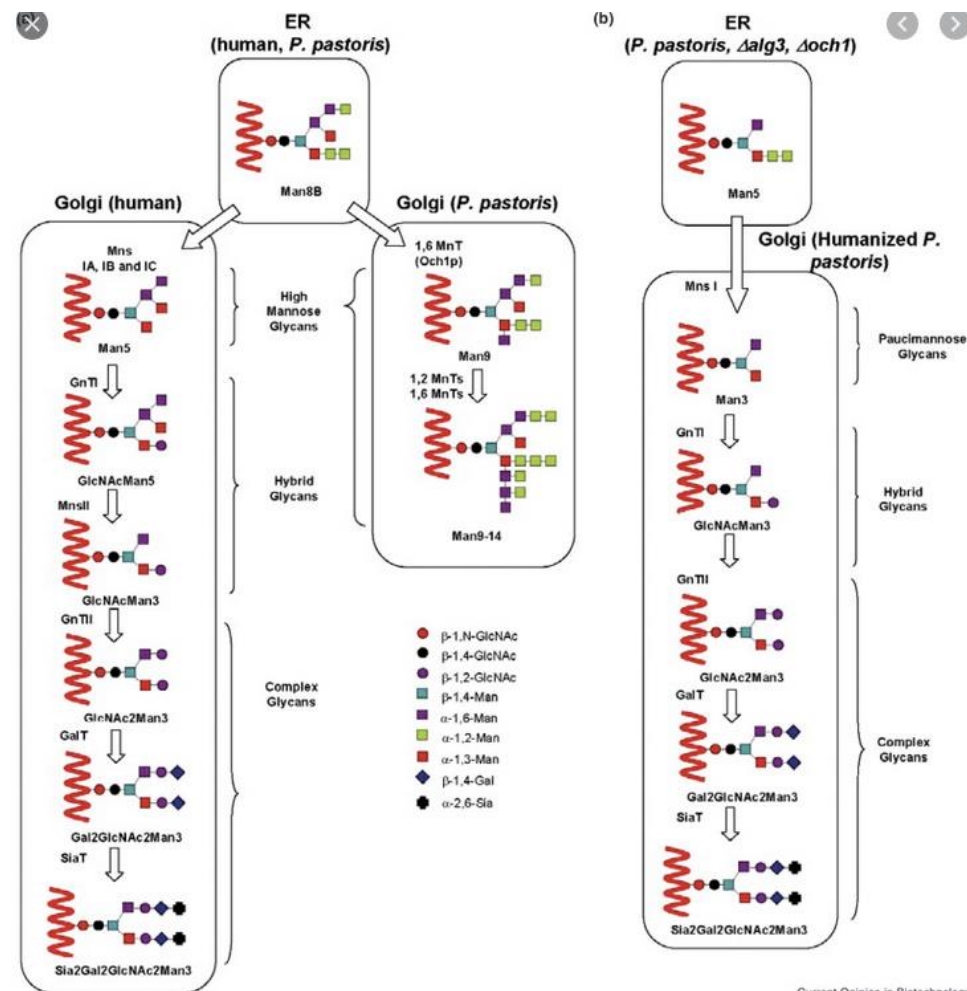 (a)
ER
(human, P. pastoris)
Man8B
Golgi (human)
Golgi (P. pastoris)
Mns
IA, IB and IC
Man5
GnTI
GlcNAcMan5
MnsII
GlcNAcMan3
GnTII
GlcNAc2Man3
GalT
Gal2GlcNAc2Man3
SiaT
Sia2Gal2GlcNAc2Man3
High
Mannose
Glycans
Hybrid
Glycans
Complex
Glycans
1,6 MnT
(Och1p)
Man9
1,2 MnTs
1,6 MnTs
Man9-14
β-1,N-GlcNAc
β-1,4-GlcNAc
β-1,2-GlcNAc
β-1,4-Man
α-1,6-Man
α-1,2-Man
α-1,3-Man
β-1,4-Gal
α-2,6-Sia
(b)
ER
(P. pastoris, Δalg3, Δoch1)
Man5
Golgi (Humanized P.
pastoris)
Mns I
Man3
GnTI
GlcNAcMan3
GnTII
GlcNAc2Man3
GalT
Gal2GlcNAc2Man3
SiaT
Sia2Gal2GlcNAc2Man3
Paucimannose
Glycans
Hybrid
Glycans
Complex
Glycans
Current Opinion in Biotechnology